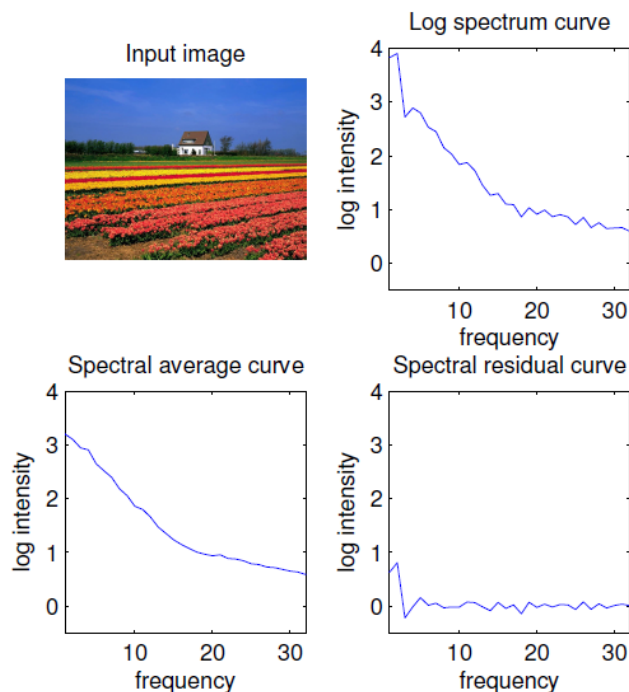 Input image
Log spectrum curve
4
3
2
1
0
log intensity
10 20 30
frequency
Spectral average curve
4
3
2
1
0
log intensity
10 20 30
frequency
Spectral residual curve
4
3
2
1
0
log intensity
10 20 30
frequency